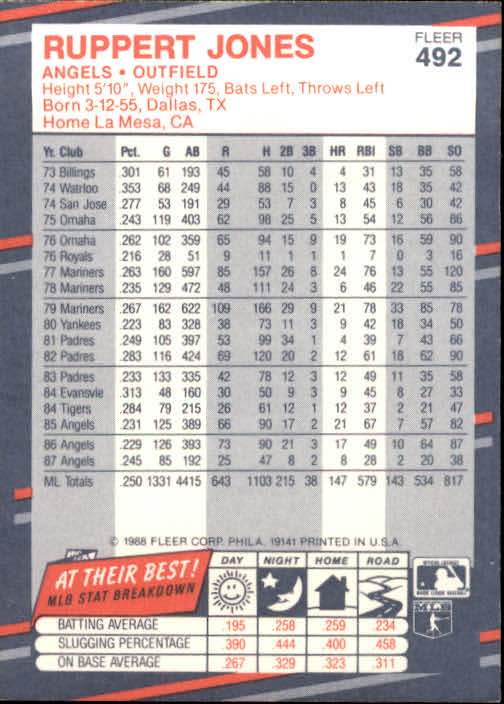 RUPPERT JONES
FLEER
492
ANGELS • OUTFIELD
Height 5'10", Weight 175, Bats Left, Throws Left
Born 3-12-55, Dallas, TX
Home La Mesa, CA
Yr. Club Pct. G AB R H 2B 3B HR RBI SB BB SO
73 Billings .301 61 193 45 58 10 4 4 31 13 35 58
74 Watrloo .353 68 249 44 88 15 0 13 43 18 35 42
74 San Jose .277 53 191 29 53 7 3 8 45 6 30 42
75 Omaha .243 119 403 62 98 25 5 13 54 12 56 86
76 Omaha .262 102 359 65 94 15 9 19 73 16 59 90
76 Royals .216 28 51 9 11 1 1 1 7 0 3 16
77 Mariners .263 160 597 85 157 26 8 24 76 13 55 120
78 Mariners .235 129 472 48 111 24 3 6 46 22 55 85
79 Mariners .267 162 622 109 166 29 9 21 78 33 85 78
80 Yankees .223 83 328 38 73 11 3 9 42 18 34 50
81 Padres .249 105 397 53 99 34 1 4 39 7 43 66
82 Padres .283 116 424 69 120 20 2 12 61 18 62 90
83 Padres .233 133 335 42 78 12 3 12 49 11 35 58
84 Evansvle .313 48 160 30 50 9 3 9 45 8 27 33
84 Tigers .284 79 215 26 61 12 1 12 37 2 21 47
85 Angels .231 125 389 66 90 17 2 21 67 7 57 82
86 Angels .229 126 393 73 90 21 3 17 49 10 64 87
87 Angels .245 85 192 25 47 8 2 8 28 2 20 38
ML Totals .250 1331 4415 643 1103 215 38 147 579 143 534 817
© 1988 FLEER CORP. PHILA. 19141 PRINTED IN U.S.A.
AT THEIR BEST!
MLB STAT BREAKDOWN
DAY NIGHT HOME ROAD
BATTING AVERAGE .195 .258 .259 .234
SLUGGING PERCENTAGE .390 .444 .400 .458
ON BASE AVERAGE .267 .329 .323 .311